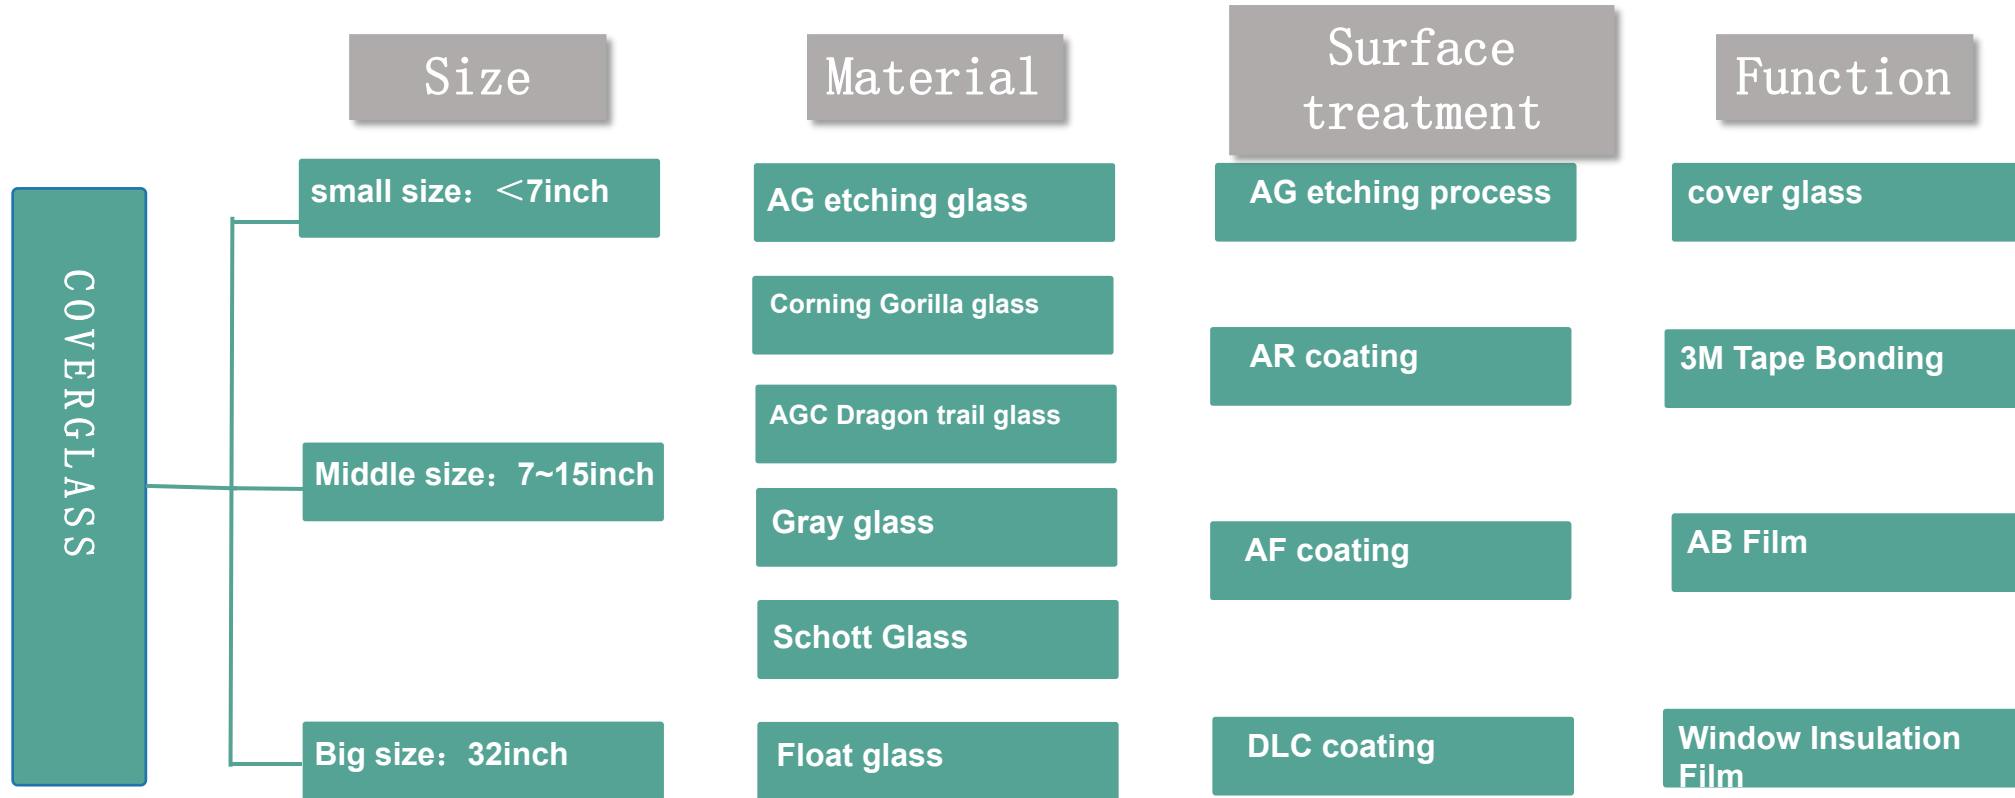 Size
Material
Surface
treatment
Function
COVERGLASS
small size：＜7inch
Middle size：7~15inch
Big size：32inch
AG etching glass
Corning Gorilla glass
AGC Dragon trail glass
Gray glass
Schott Glass
Float glass
AG etching process
AR coating
AF coating
DLC coating
cover glass
3M Tape Bonding
AB Film
Window Insulation
Film